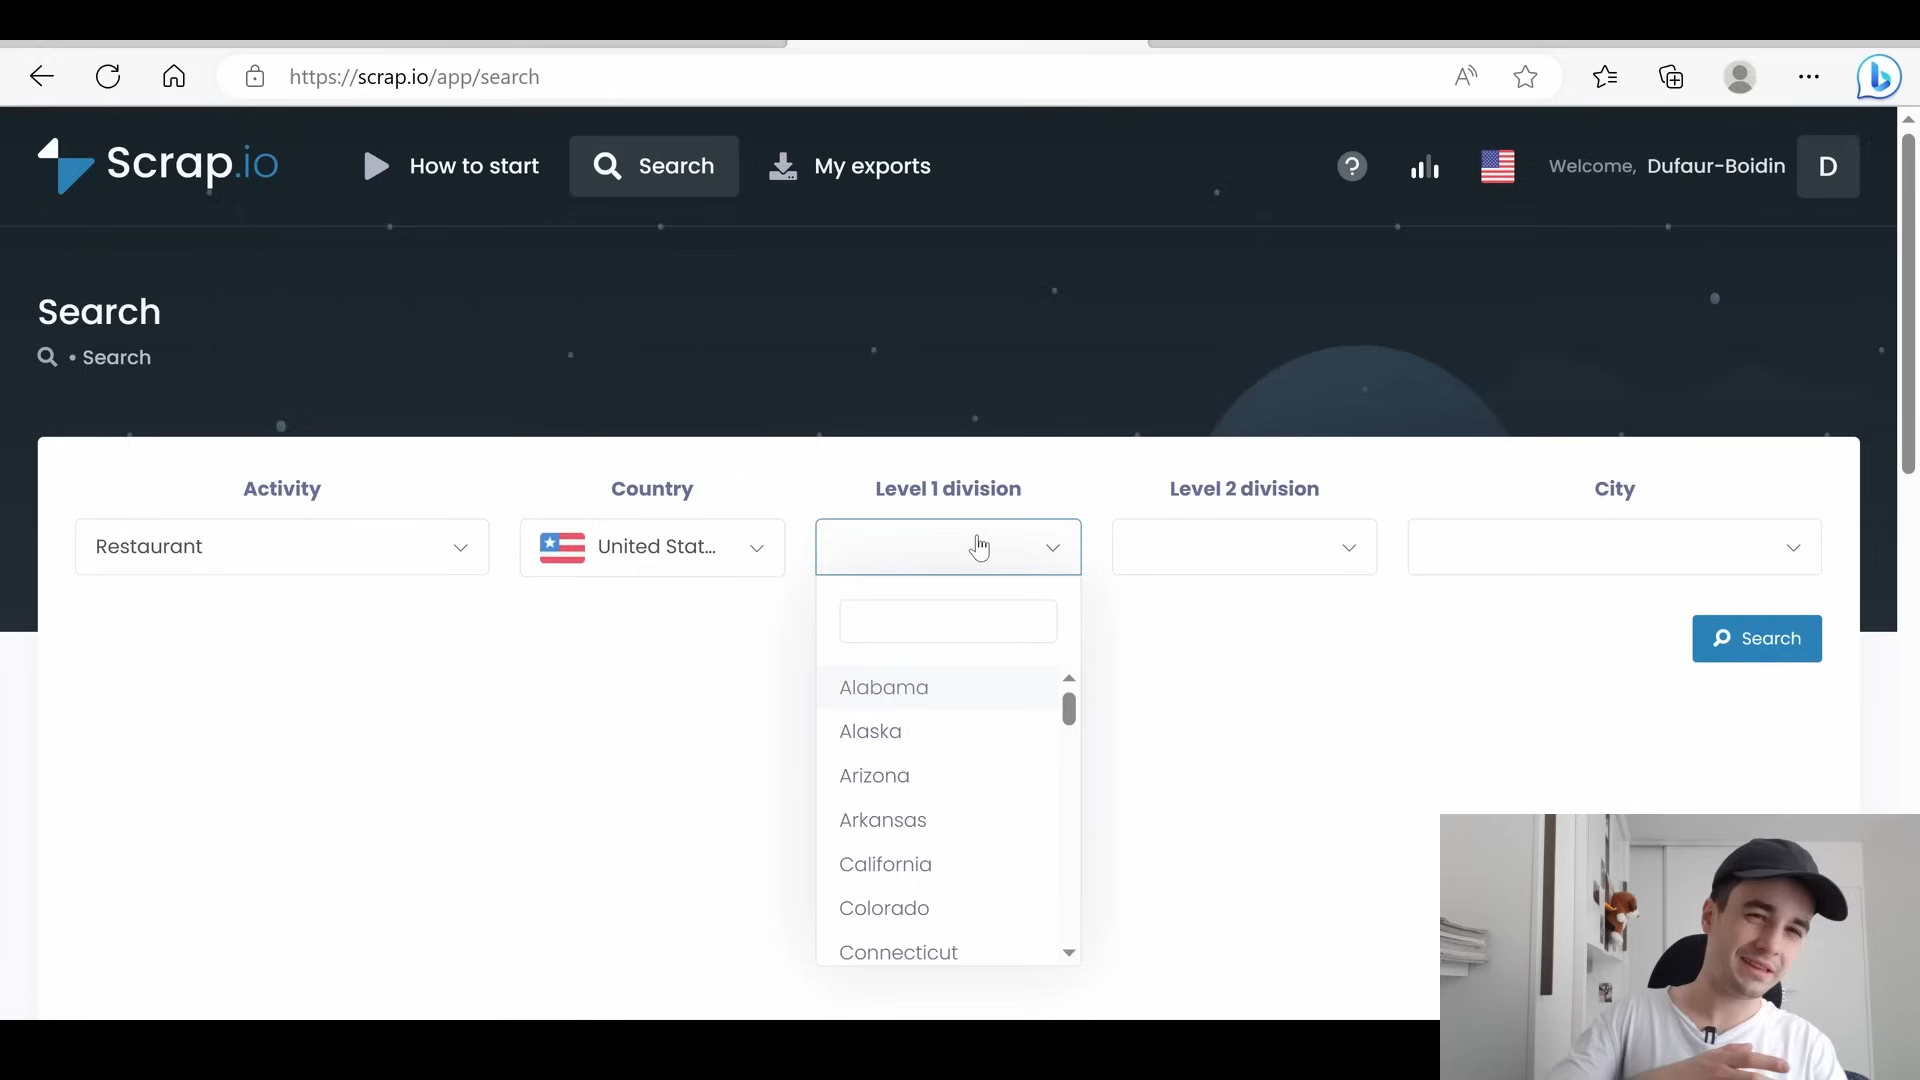 https://scrap.io/app/search
Scrap.io
How to start
Search
My exports
Welcome, Dufaur-Boidin
D
Search
• Search
Activity
Country
Level 1 division
Level 2 division
City
Restaurant
United Stat...
Search
Alabama
Alaska
Arizona
Arkansas
California
Colorado
Connecticut